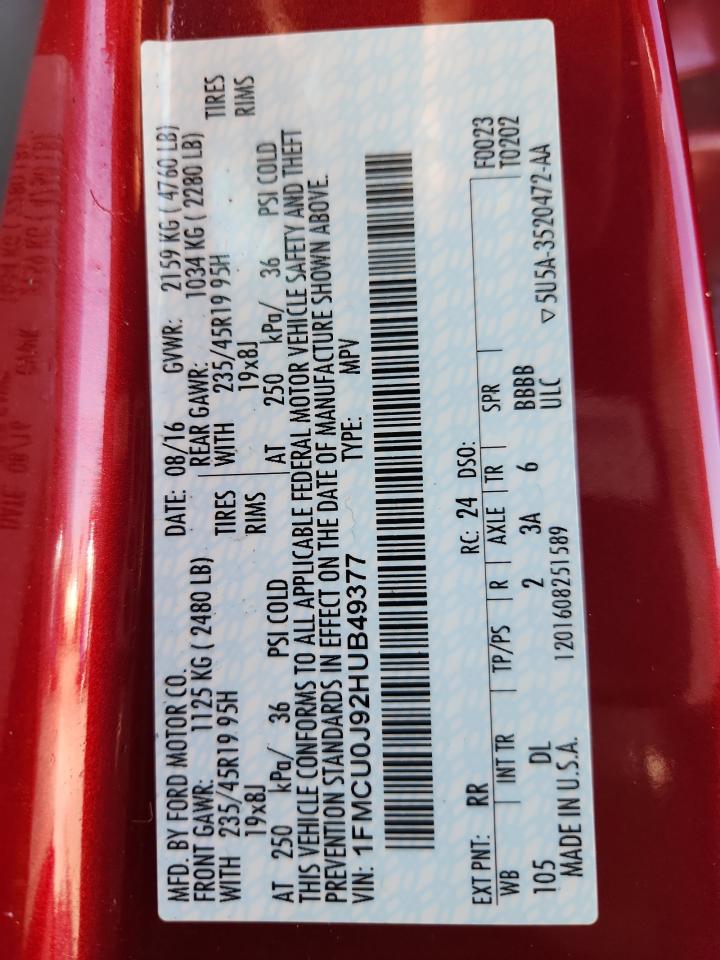 MFD. BY FORD MOTOR CO. DATE: 08/16 GVWR: 2159 KG ( 4760 LB)
FRONT GAWR: 1125 KG ( 2480 LB) REAR GAWR: 1034 KG ( 2280 LB)
WITH 235/45R19 95H TIRES WITH 235/45R19 95H TIRES
19x8J RIMS 19x8J RIMS
AT 250 kPa/ 36 PSI COLD AT 250 kPa/ 36 PSI COLD
THIS VEHICLE CONFORMS TO ALL APPLICABLE FEDERAL MOTOR VEHICLE SAFETY AND THEFT
PREVENTION STANDARDS IN EFFECT ON THE DATE OF MANUFACTURE SHOWN ABOVE.
VIN: 1FMCU0J92HUB49377 TYPE: MPV
EXT PNT: RR RC: 24 DSO: F0023
WB INT TR TP/PS R AXLE TR SPR T0202
105 DL 2 3A 6 BBBB
ULC
MADE IN U.S.A. 1201608251589 ▽5U5A-3520472-AA